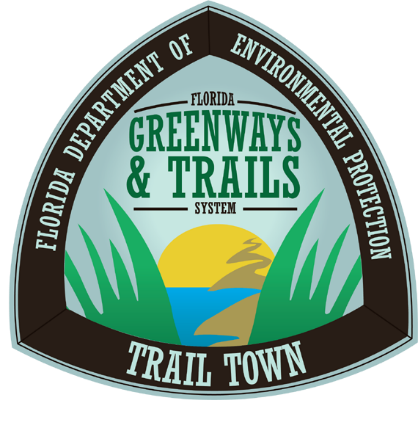 FLORIDA DEPARTMENT OF ENVIRONMENTAL PROTECTION
FLORIDA
GREENWAYS
& TRAILS
SYSTEM
TRAIL TOWN